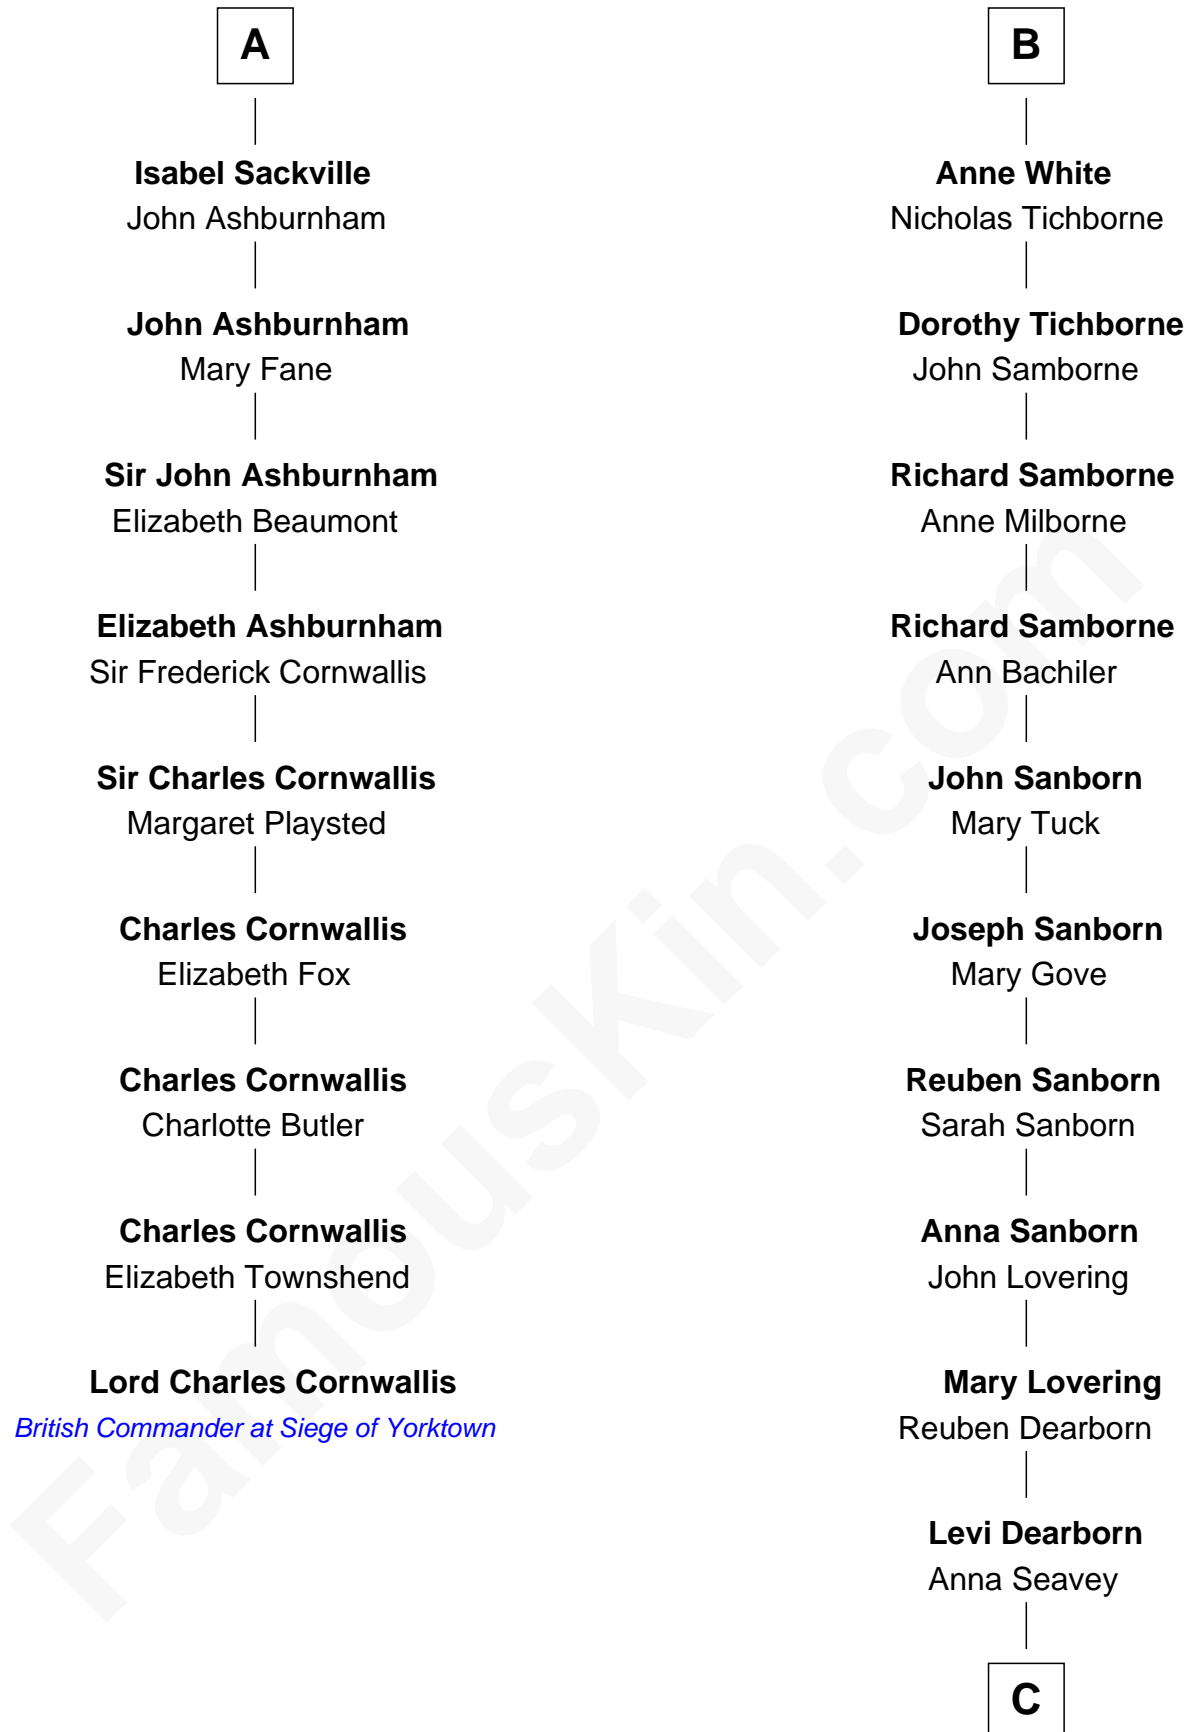 A
Isabel Sackville
John Ashburnham
John Ashburnham
Mary Fane
Sir John Ashburnham
Elizabeth Beaumont
Elizabeth Ashburnham
Sir Frederick Cornwallis
Sir Charles Cornwallis
Margaret Playsted
Charles Cornwallis
Elizabeth Fox
Charles Cornwallis
Charlotte Butler
Charles Cornwallis
Elizabeth Townshend
Lord Charles Cornwallis
British Commander at Siege of Yorktown
B
Anne White
Nicholas Tichborne
Dorothy Tichborne
John Samborne
Richard Samborne
Anne Milborne
Richard Samborne
Ann Bachiler
John Sanborn
Mary Tuck
Joseph Sanborn
Mary Gove
Reuben Sanborn
Sarah Sanborn
Anna Sanborn
John Lovering
Mary Lovering
Reuben Dearborn
Levi Dearborn
Anna Seavey
C
FamousKin.com